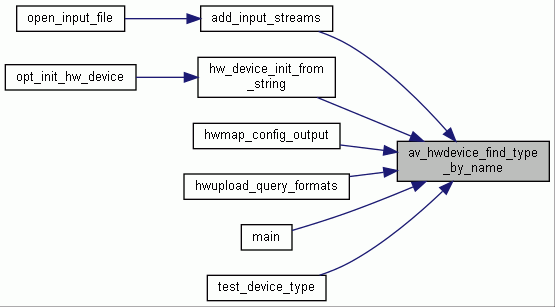 open_input_file
add_input_streams
opt_init_hw_device
hw_device_init_from
_string
hwmap_config_output
av_hwdevice_find_type
_by_name
hwupload_query_formats
main
test_device_type